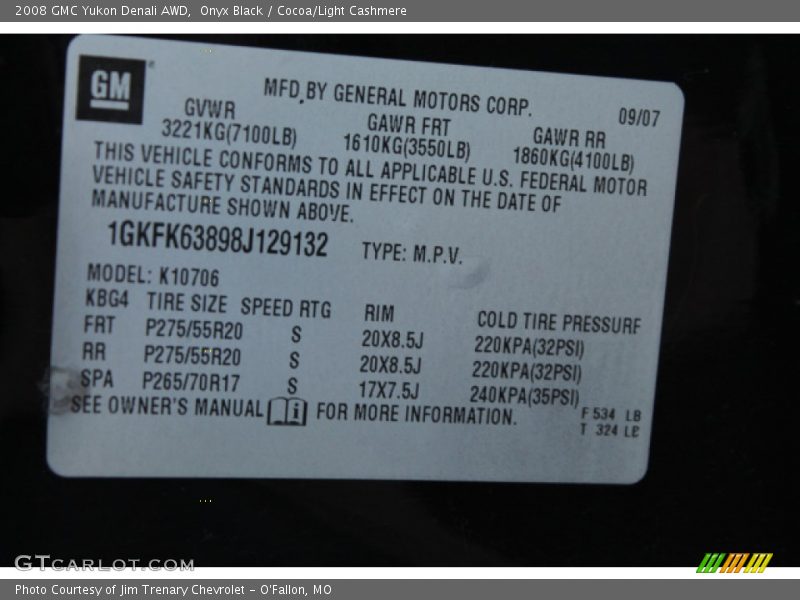 2008 GMC Yukon Denali AWD, Onyx Black / Cocoa/Light Cashmere
GM
MFD.BY GENERAL MOTORS CORP.
09/07
GVWR GAWR FRT GAWR RR
3221KG(7100LB) 1610KG(3550LB) 1860KG(4100LB)
THIS VEHICLE CONFORMS TO ALL APPLICABLE U.S. FEDERAL MOTOR
VEHICLE SAFETY STANDARDS IN EFFECT ON THE DATE OF
MANUFACTURE SHOWN ABOVE.
1GKFK63898J129132 TYPE: M.P.V.
MODEL: K10706
KBG4 TIRE SIZE SPEED RTG RIM COLD TIRE PRESSURE
FRT P275/55R20 S 20X8.5J 220KPA(32PSI)
RR P275/55R20 S 20X8.5J 220KPA(32PSI)
SPA P265/70R17 S 17X7.5J 240KPA(35PSI)
SEE OWNER'S MANUAL i FOR MORE INFORMATION.
F 534 LB
T 324 LE
GTCARLOT.COM
Photo Courtesy of Jim Trenary Chevrolet - O'Fallon, MO